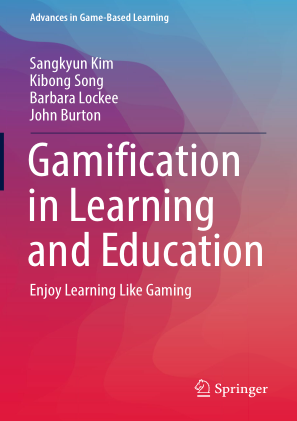 Advances in Game-Based Learning
Sangkyun Kim
Kibong Song
Barbara Lockee
John Burton
Gamification
in Learning
and Education
Enjoy Learning Like Gaming
Springer